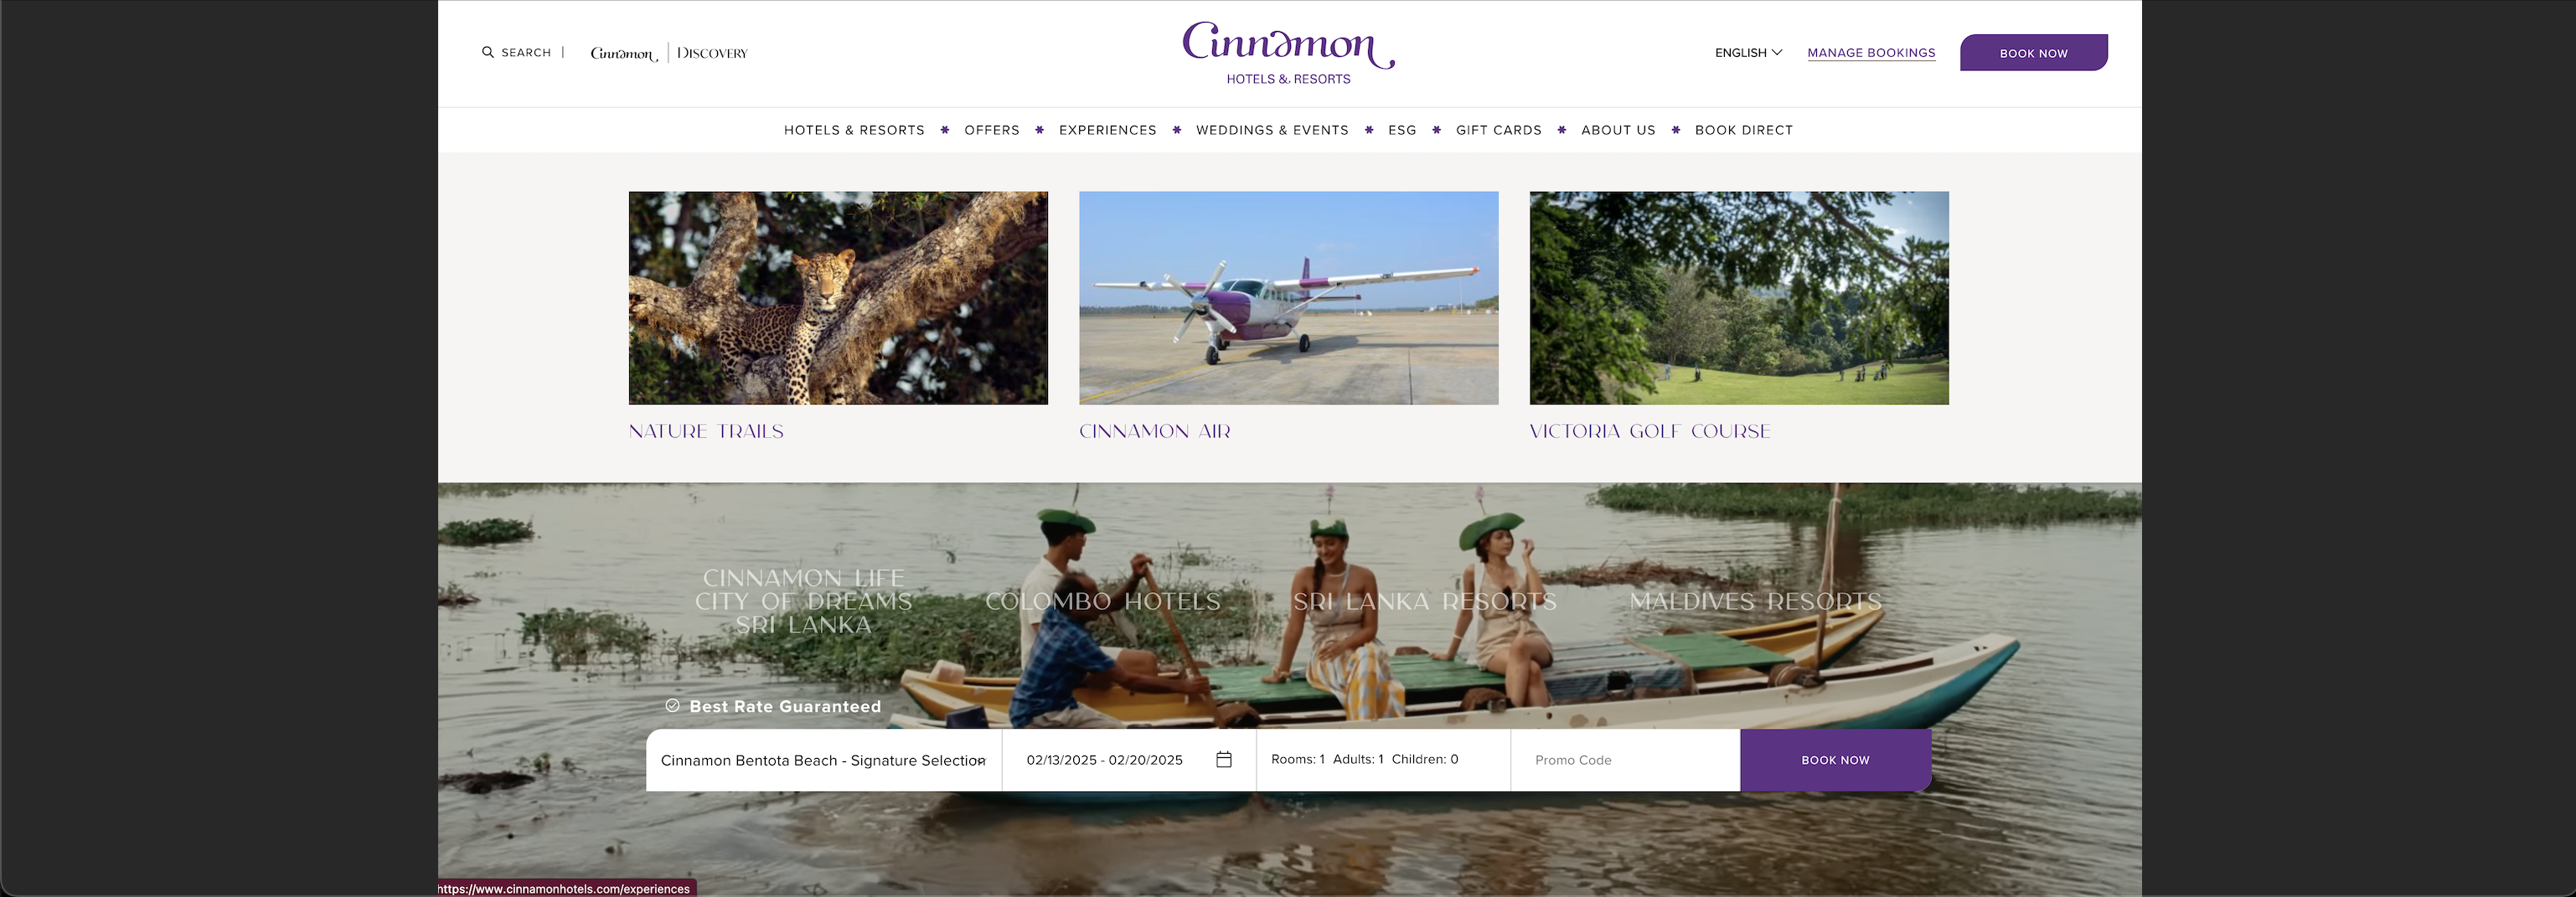 SEARCH |
Cinnamon | DISCOVERY
Cinnamon
HOTELS & RESORTS
ENGLISH
MANAGE BOOKINGS
BOOK NOW
HOTELS & RESORTS * OFFERS * EXPERIENCES * WEDDINGS & EVENTS * ESG * GIFT CARDS * ABOUT US * BOOK DIRECT
NATURE TRAILS
CINNAMON AIR
VICTORIA GOLF COURSE
CINNAMON LIFE
CITY OF DREAMS
SRI LANKA
COLOMBO HOTELS
SRI LANKA RESORTS
MALDIVES RESORTS
Best Rate Guaranteed
Cinnamon Bentota Beach - Signature Selection
02/13/2025 - 02/20/2025
Rooms: 1 Adults: 1 Children: 0
Promo Code
BOOK NOW
https://www.cinnamonhotels.com/experiences